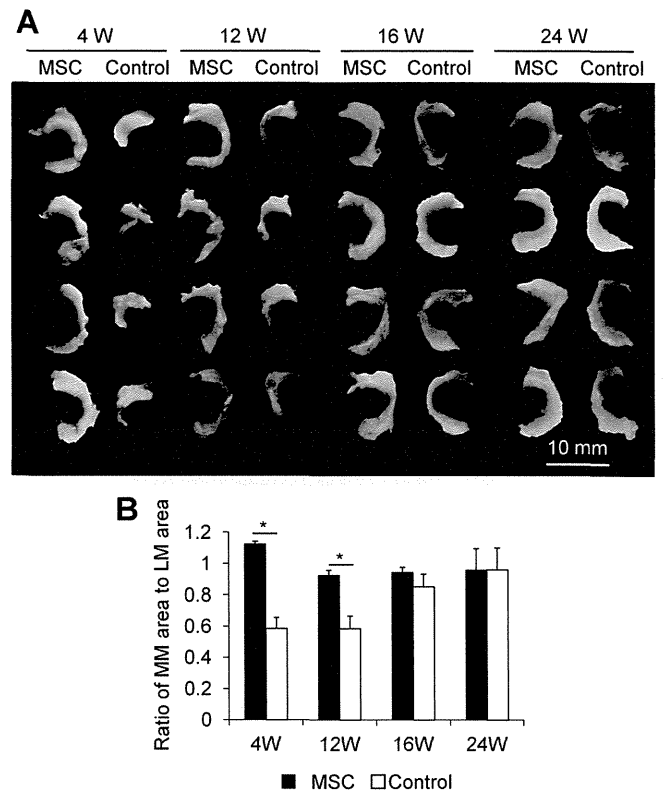 A
4 W 12 W 16 W 24 W
MSC Control MSC Control MSC Control MSC Control
10 mm
B
Ratio of MM area to LM area
1.2
1
0.8
0.6
0.4
0.2
0
* *
4W 12W 16W 24W
MSC Control